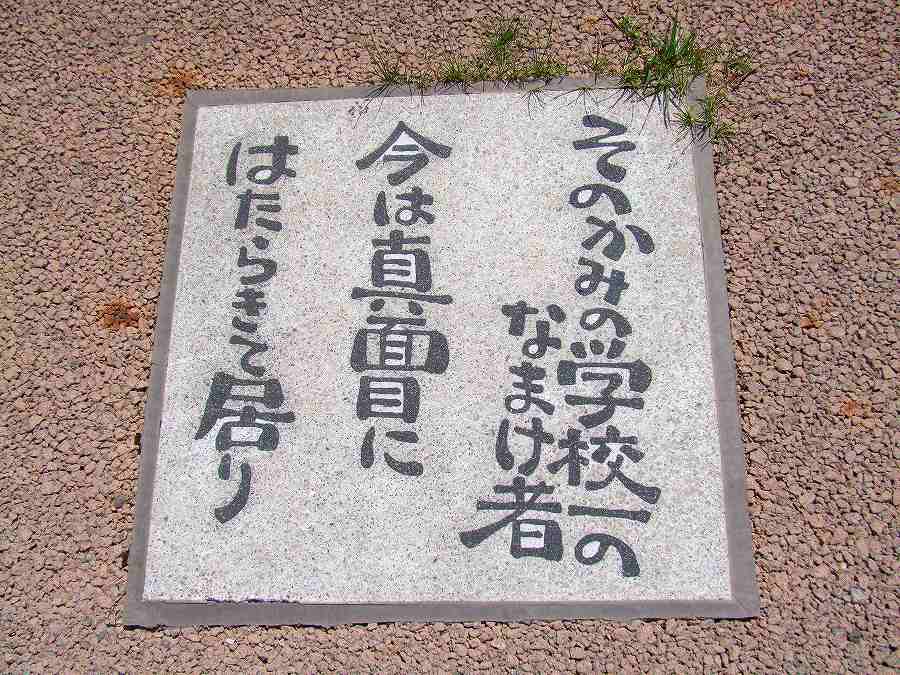 そのかみの学校一の
なまけ者
今は真面目に
はたらきて居り